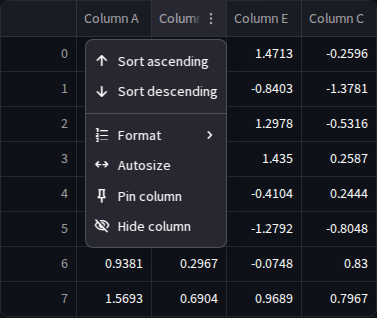 Column A Colum Column E Column C
0 1.4713 -0.2596
Sort ascending
1 -0.8403 -1.3781
Sort descending
2 1.2978 -0.5316
Format
3 1.435 0.2587
Autosize
4 -0.4104 0.2444
Pin column
5 -1.2792 -0.8048
Hide column
6 0.9381 0.2967 -0.0748 0.83
7 1.5693 0.6904 0.9689 0.7967